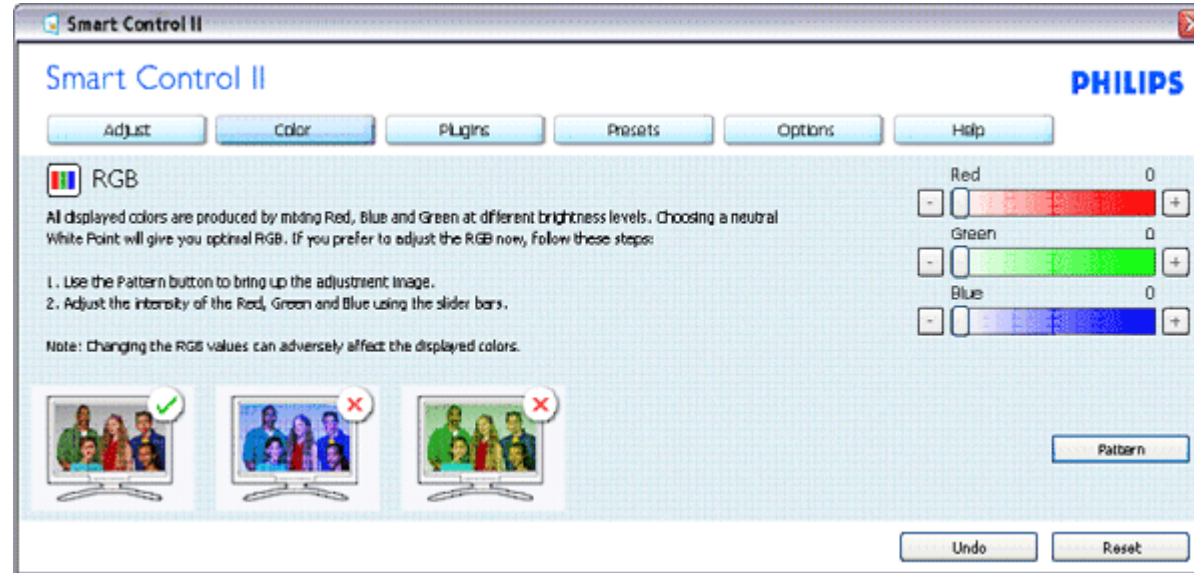 Smart Control II
Smart Control II
PHILIPS
Adjust Color Plugins Presets Options Help
RGB
All displayed colors are produced by mixing Red, Blue and Green at different brightness levels. Choosing a neutral
White Point will give you optimal RGB. If you prefer to adjust the RGB now, follow these steps:
1. Use the Pattern button to bring up the adjustment image.
2. Adjust the intensity of the Red, Green and Blue using the slider bars.
Note: Changing the RGB values can adversely affect the displayed colors.
Red 0
- +
Green 0
- +
Blue 0
- +
Pattern
Undo Reset